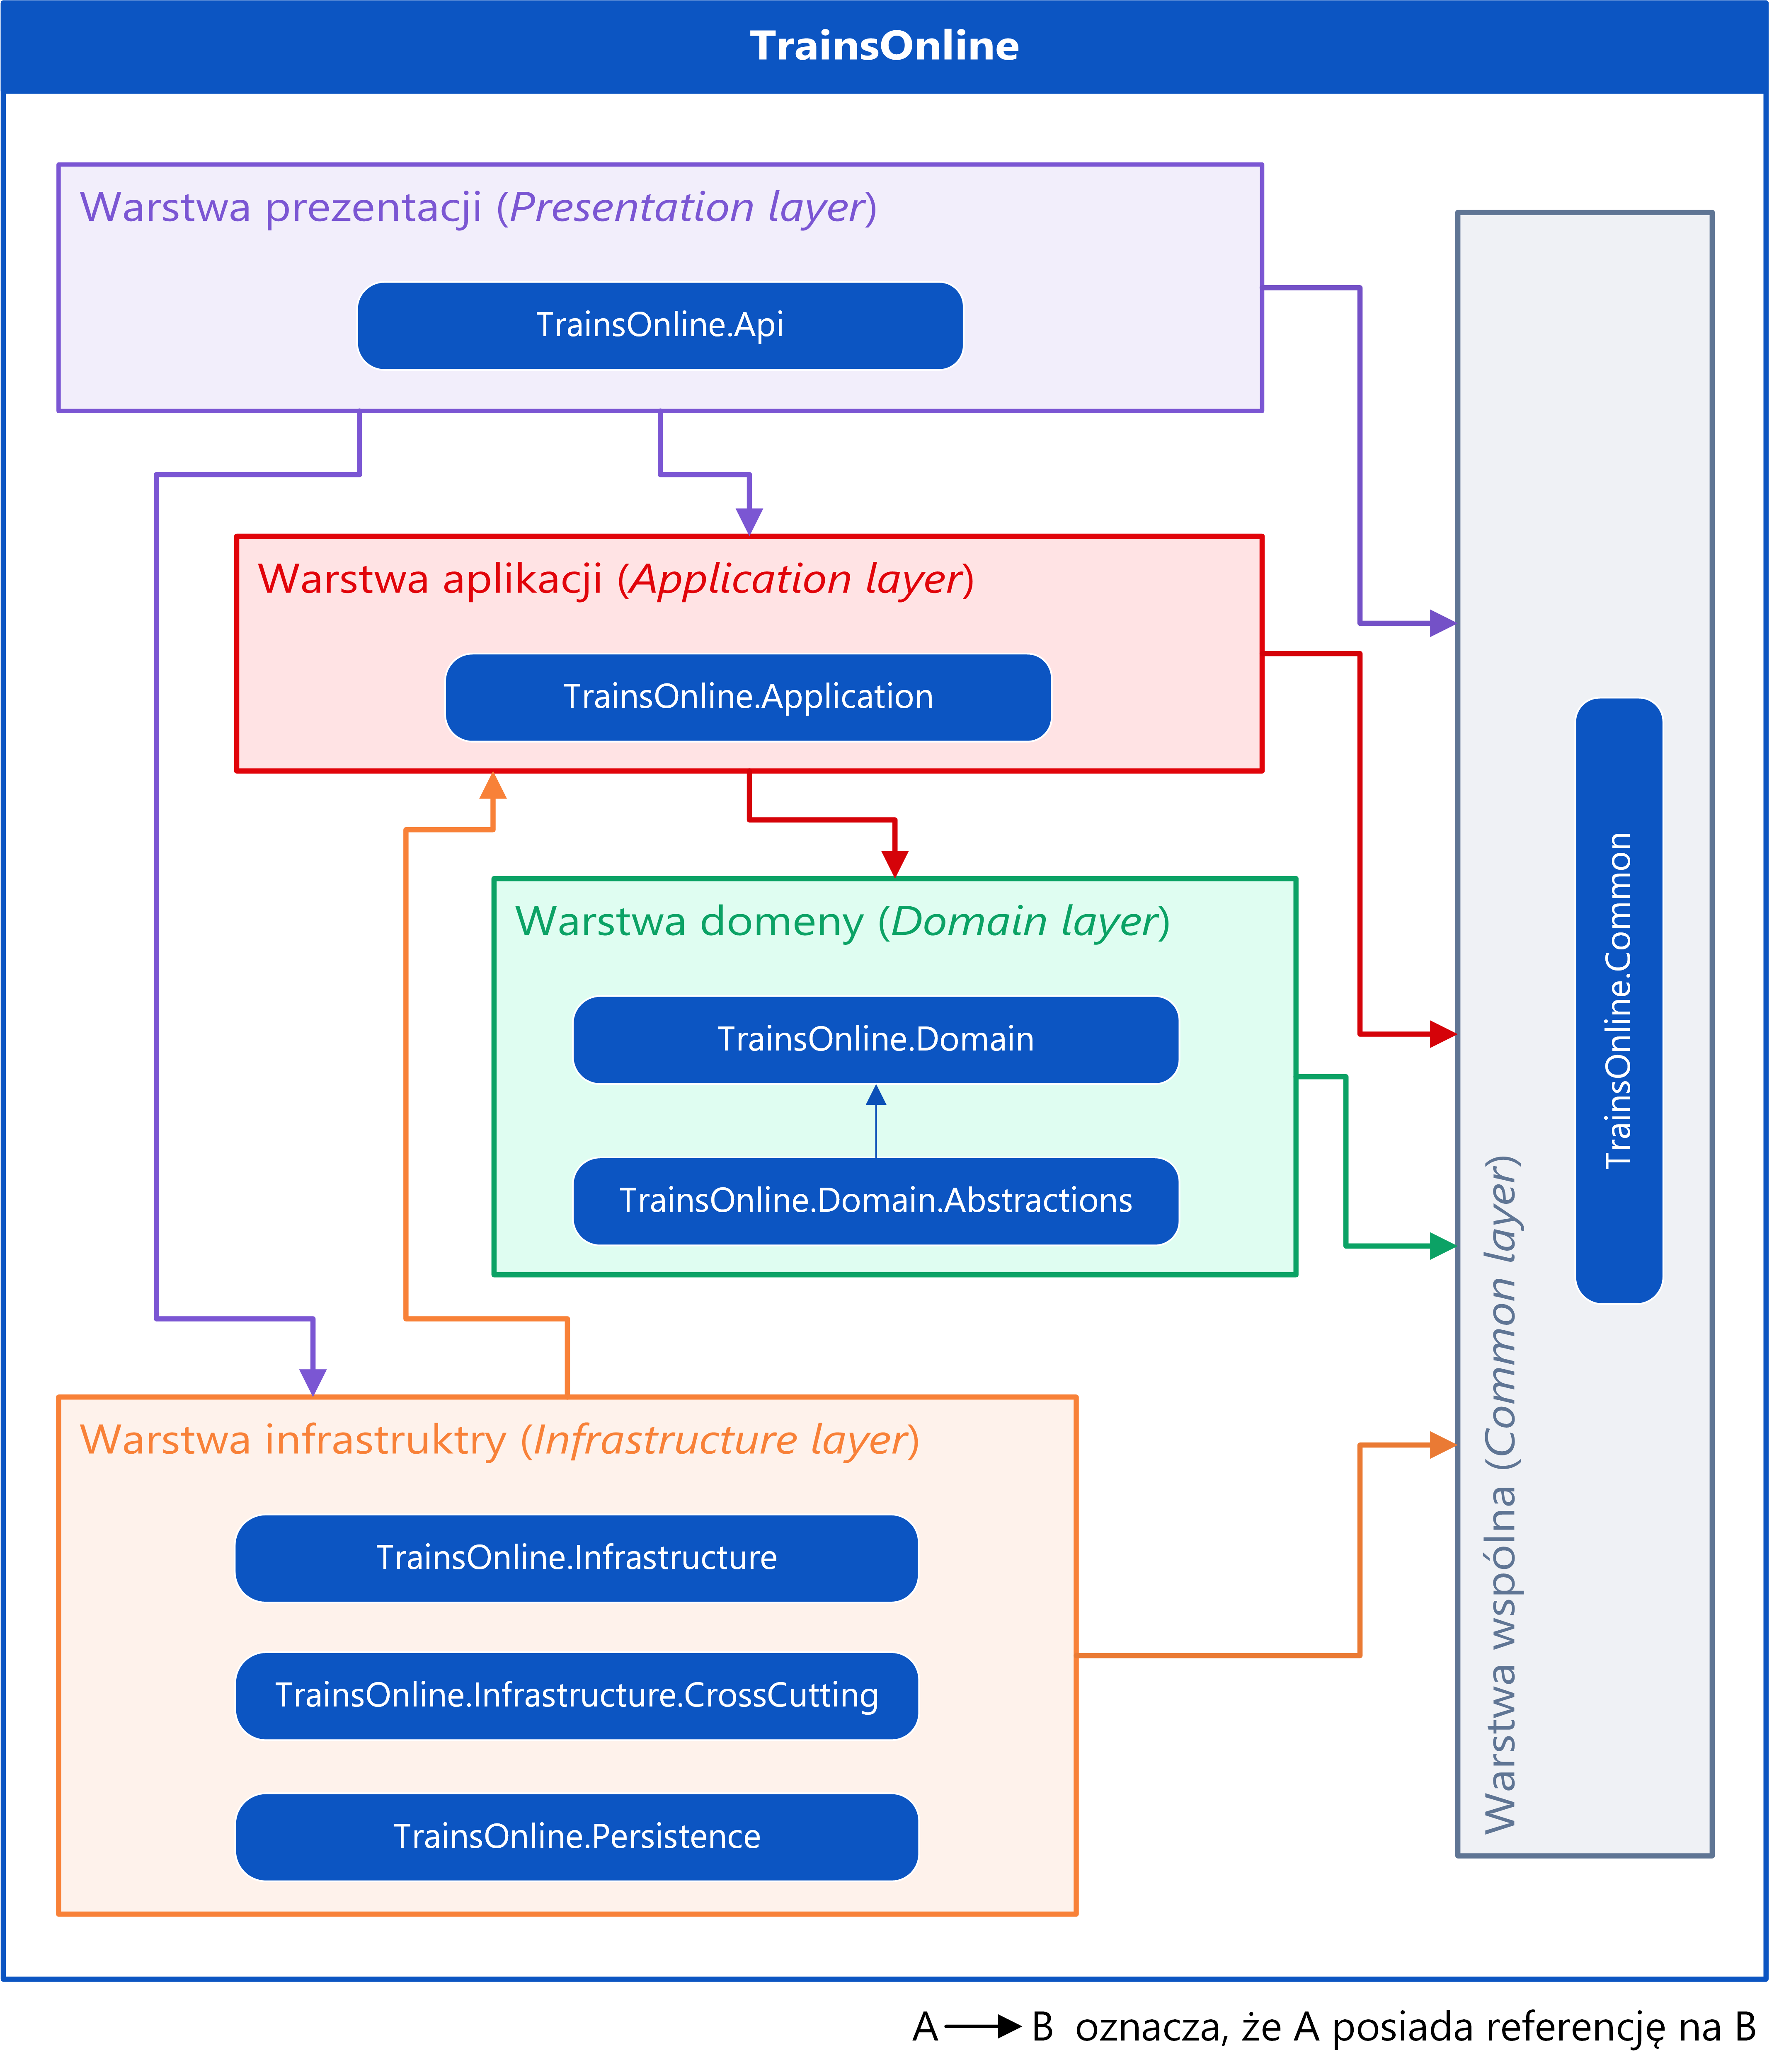 TrainsOnline
Warstwa prezentacji (Presentation layer)
TrainsOnline.Api
Warstwa aplikacji (Application layer)
TrainsOnline.Application
Warstwa domeny (Domain layer)
TrainsOnline.Domain
TrainsOnline.Domain.Abstractions
Warstwa infrastruktry (Infrastructure layer)
TrainsOnline.Infrastructure
TrainsOnline.Infrastructure.CrossCutting
TrainsOnline.Persistence
Warstwa wspólna (Common layer)
TrainsOnline.Common
A B oznacza, że A posiada referencję na B